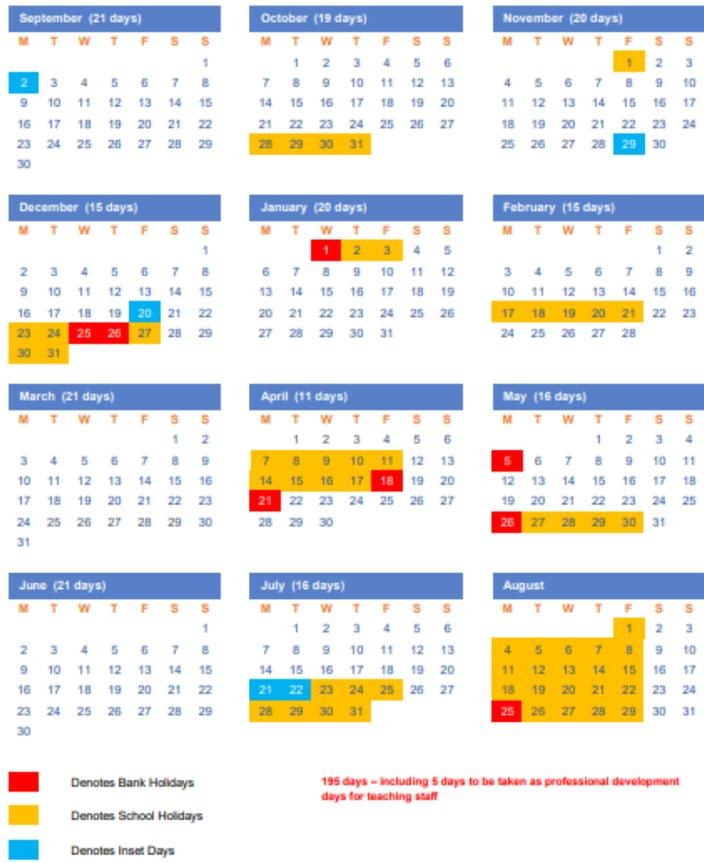 September (21 days) October (19 days) November (20 days)
M T W T F S S M T W T F S S M T W T F S S
1 1 2 3 4 5 6 1 2 3
2 3 4 5 6 7 8 7 8 9 10 11 12 13 4 5 6 7 8 9 10
9 10 11 12 13 14 15 14 15 16 17 18 19 20 11 12 13 14 15 16 17
16 17 18 19 20 21 22 21 22 23 24 25 26 27 18 19 20 21 22 23 24
23 24 25 26 27 28 29 28 29 30 31 25 26 27 28 29 30
30
December (15 days) January (20 days) February (15 days)
M T W T F S S M T W T F S S M T W T F S S
1 1 2 3 4 5 1 2
2 3 4 5 6 7 8 6 7 8 9 10 11 12 3 4 5 6 7 8 9
9 10 11 12 13 14 15 13 14 15 16 17 18 19 10 11 12 13 14 15 16
16 17 18 19 20 21 22 20 21 22 23 24 25 26 17 18 19 20 21 22 23
23 24 25 26 27 28 29 27 28 29 30 31 24 25 26 27 28
30 31
March (21 days) April (11 days) May (16 days)
M T W T F S S M T W T F S S M T W T F S S
1 2 1 2 3 4 5 6 1 2 3 4
3 4 5 6 7 8 9 7 8 9 10 11 12 13 5 6 7 8 9 10 11
10 11 12 13 14 15 16 14 15 16 17 18 19 20 12 13 14 15 16 17 18
17 18 19 20 21 22 23 21 22 23 24 25 26 27 19 20 21 22 23 24 25
24 25 26 27 28 29 30 28 29 30 26 27 28 29 30 31
31
June (21 days) July (16 days) August
M T W T F S S M T W T F S S M T W T F S S
1 1 2 3 4 5 6 1 2 3
2 3 4 5 6 7 8 7 8 9 10 11 12 13 4 5 6 7 8 9 10
9 10 11 12 13 14 15 14 15 16 17 18 19 20 11 12 13 14 15 16 17
16 17 18 19 20 21 22 21 22 23 24 25 26 27 18 19 20 21 22 23 24
23 24 25 26 27 28 29 28 29 30 31 25 26 27 28 29 30 31
30
Denotes Bank Holidays
195 days – including 5 days to be taken as professional development
days for teaching staff
Denotes School Holidays
Denotes Inset Days